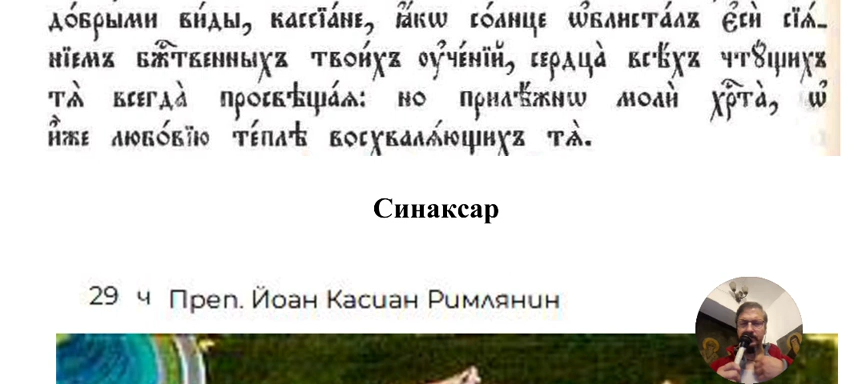 до́брыми ви́ды, кассїа́не, ꙗ҆́кѡ со́лнце ѡ҆блиста́лъ є҆сѝ сїѧ́-
нїемъ бж҃твенныхъ твои́хъ ᲂу҆че́нїй, сердца̀ всѣ́хъ чтꙋ́щихъ
тѧ̀ всегда̀ просвѣща́ѧ: но прилѣ́жнѡ молѝ хрⷭ҇та̀, ѡ҆
и҆̀же любо́вїю те́плѣ восхвалѧ́ющихъ тѧ̀.
Синаксар
29 ч Преп. Йоан Касиан Римлянин